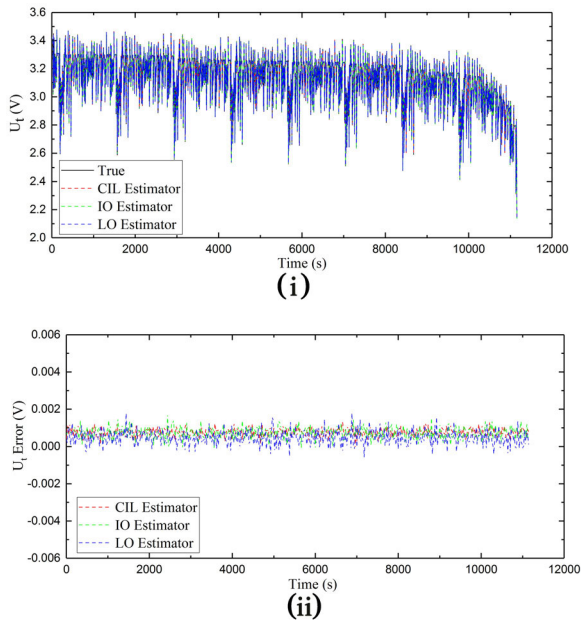 3.6
3.4
3.2
3.0
2.8
2.6
2.4
2.2
2.0
Ut (V)
True
CIL Estimator
IO Estimator
LO Estimator
0 2000 4000 6000 8000 10000 12000
Time (s)
(i)
0.006
0.004
0.002
0.000
-0.002
-0.004
-0.006
Ut Error (V)
CIL Estimator
IO Estimator
LO Estimator
0 2000 4000 6000 8000 10000 12000
Time (s)
(ii)